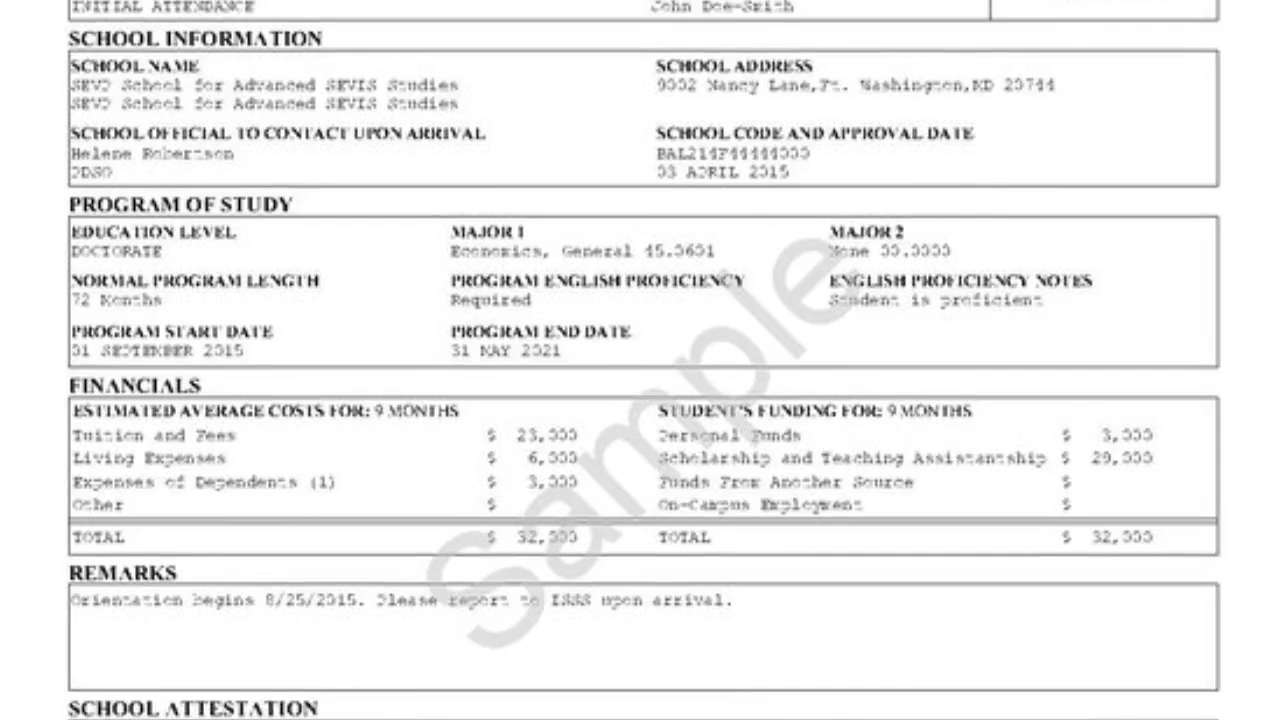 INITIAL ATTENDANCE John Doe-Smith
SCHOOL INFORMATION
SCHOOL NAME SCHOOL ADDRESS
SEVP School for Advanced SEVIS Studies 9002 Nancy Lane,Ft. Washington,MD 20744
SEVP School for Advanced SEVIS Studies
SCHOOL OFFICIAL TO CONTACT UPON ARRIVAL SCHOOL CODE AND APPROVAL DATE
Helene Robertson BAL214F44444000
PDSO 03 APRIL 2015
PROGRAM OF STUDY
EDUCATION LEVEL MAJOR 1 MAJOR 2
DOCTORATE Economics, General 45.0601 None 00.0000
NORMAL PROGRAM LENGTH PROGRAM ENGLISH PROFICIENCY ENGLISH PROFICIENCY NOTES
72 Months Required Student is proficient
PROGRAM START DATE PROGRAM END DATE
01 SEPTEMBER 2015 31 MAY 2021
FINANCIALS
ESTIMATED AVERAGE COSTS FOR: 9 MONTHS STUDENT'S FUNDING FOR: 9 MONTHS
Tuition and Fees $ 23,000 Personal Funds $ 3,000
Living Expenses $ 6,000 Scholarship and Teaching Assistantship $ 29,000
Expenses of Dependents (1) $ 3,000 Funds From Another Source $
Other $ On-Campus Employment $
TOTAL $ 32,000 TOTAL $ 32,000
REMARKS
Orientation begins 8/25/2015. Please report to ISSS upon arrival.
SCHOOL ATTESTATION
Sample